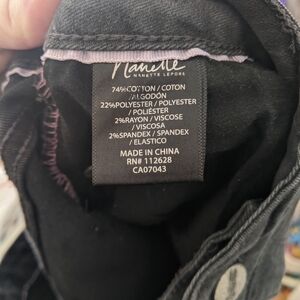 Nanette
NANETTE LEPORE
74%COTTON / COTON
/ALGODÓN
22%POLYESTER / POLYESTER /
POLIÉSTER
2%RAYON / VISCOSE /
VISCOSA
2%SPANDEX / SPANDEX
/ ELASTICO
MADE IN CHINA
RN# 112628
CA07043